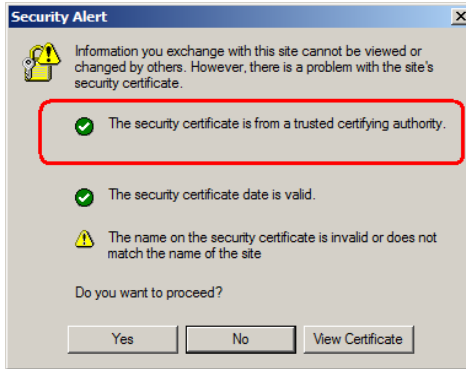 Security Alert
Information you exchange with this site cannot be viewed or
changed by others. However, there is a problem with the site's
security certificate.
The security certificate is from a trusted certifying authority.
The security certificate date is valid.
The name on the security certificate is invalid or does not
match the name of the site
Do you want to proceed?
Yes No View Certificate